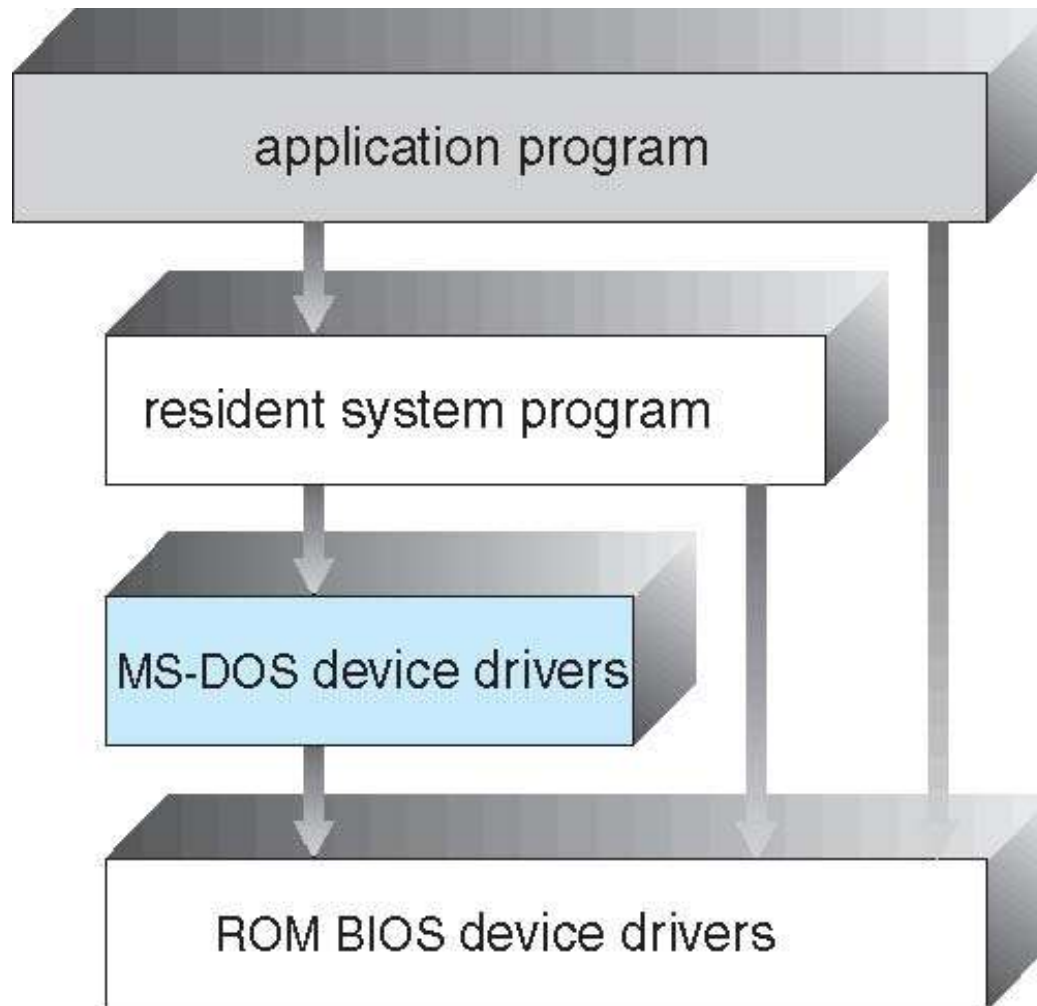 application program
resident system program
MS-DOS device drivers
ROM BIOS device drivers